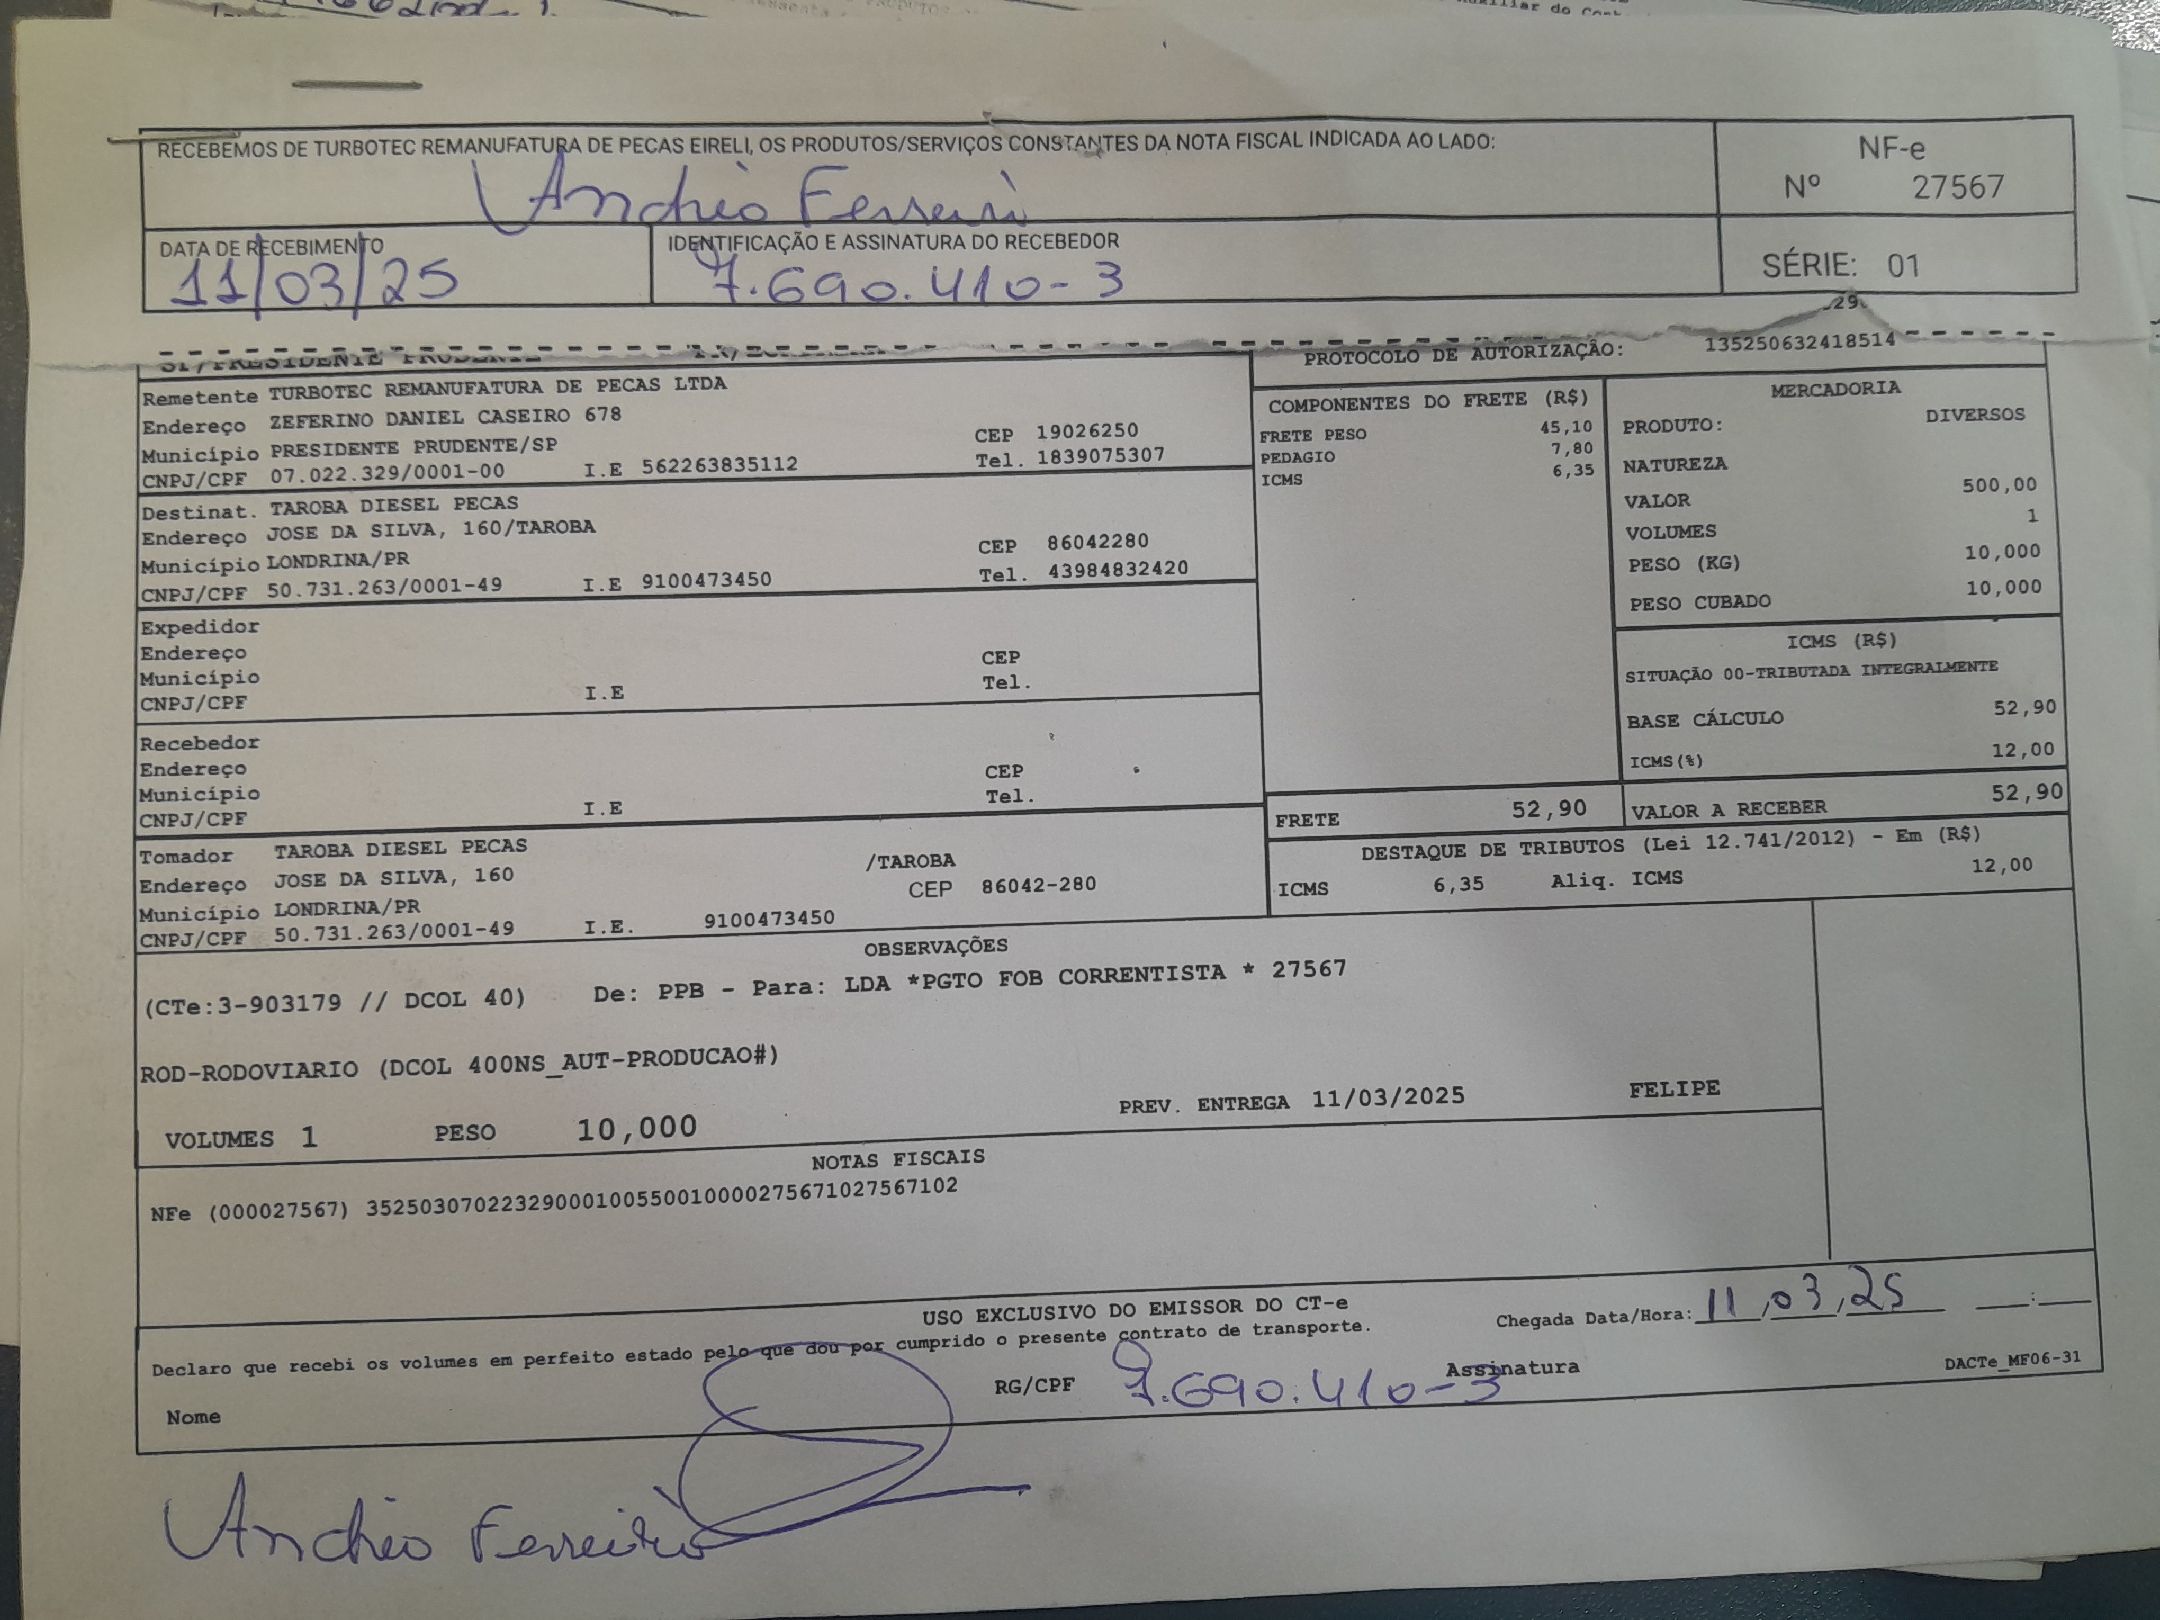 RECEBEMOS DE TURBOTEC REMANUFATURA DE PECAS EIRELI, OS PRODUTOS/SERVIÇOS CONSTANTES DA NOTA FISCAL INDICADA AO LADO:
NF-e
Nº 27567
SÉRIE: 01
DATA DE RECEBIMENTO
11/03/25
IDENTIFICAÇÃO E ASSINATURA DO RECEBEDOR
7.690.410-3
PROTOCOLO DE AUTORIZAÇÃO: 135250632418514
Remetente TURBOTEC REMANUFATURA DE PECAS LTDA
Endereço ZEFERINO DANIEL CASEIRO 678
Município PRESIDENTE PRUDENTE/SP CEP 19026250
CNPJ/CPF 07.022.329/0001-00 I.E 562263835112 Tel. 1839075307
Destinat. TAROBA DIESEL PECAS
Endereço JOSE DA SILVA, 160/TAROBA
Município LONDRINA/PR CEP 86042280
CNPJ/CPF 50.731.263/0001-49 I.E 9100473450 Tel. 43984832420
Expedidor
Endereço
Município CEP
CNPJ/CPF I.E Tel.
Recebedor
Endereço
Município CEP
CNPJ/CPF I.E Tel.
Tomador TAROBA DIESEL PECAS
Endereço JOSE DA SILVA, 160 /TAROBA
Município LONDRINA/PR CEP 86042-280
CNPJ/CPF 50.731.263/0001-49 I.E. 9100473450
COMPONENTES DO FRETE (R$)
FRETE PESO 45,10
PEDAGIO 7,80
ICMS 6,35
MERCADORIA
PRODUTO: DIVERSOS
NATUREZA
VALOR 500,00
VOLUMES 1
PESO (KG) 10,000
PESO CUBADO 10,000
ICMS (R$)
SITUAÇÃO 00-TRIBUTADA INTEGRALMENTE
BASE CÁLCULO 52,90
ICMS(%) 12,00
FRETE 52,90
VALOR A RECEBER 52,90
DESTAQUE DE TRIBUTOS (Lei 12.741/2012) - Em (R$)
ICMS 6,35 Aliq. ICMS 12,00
OBSERVAÇÕES
(CTe:3-903179 // DCOL 40) De: PPB - Para: LDA *PGTO FOB CORRENTISTA * 27567
ROD-RODOVIARIO (DCOL 400NS_AUT-PRODUCAO#)
VOLUMES 1 PESO 10,000 PREV. ENTREGA 11/03/2025 FELIPE
NOTAS FISCAIS
NFe (000027567) 35250307022329000100550010000275671027567102
USO EXCLUSIVO DO EMISSOR DO CT-e
Declaro que recebi os volumes em perfeito estado pelo que dou por cumprido o presente contrato de transporte.
Chegada Data/Hora: 11,03,25 __:__
Nome RG/CPF 7.690.410-3 Assinatura
DACTe_MF06-31